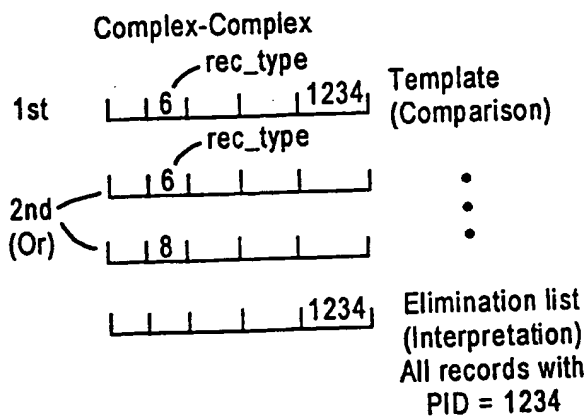 Complex-Complex
rec_type
1st 6 1234 Template
(Comparison)
rec_type
6
2nd
(Or)
8
1234 Elimination list
(Interpretation)
All records with
PID = 1234